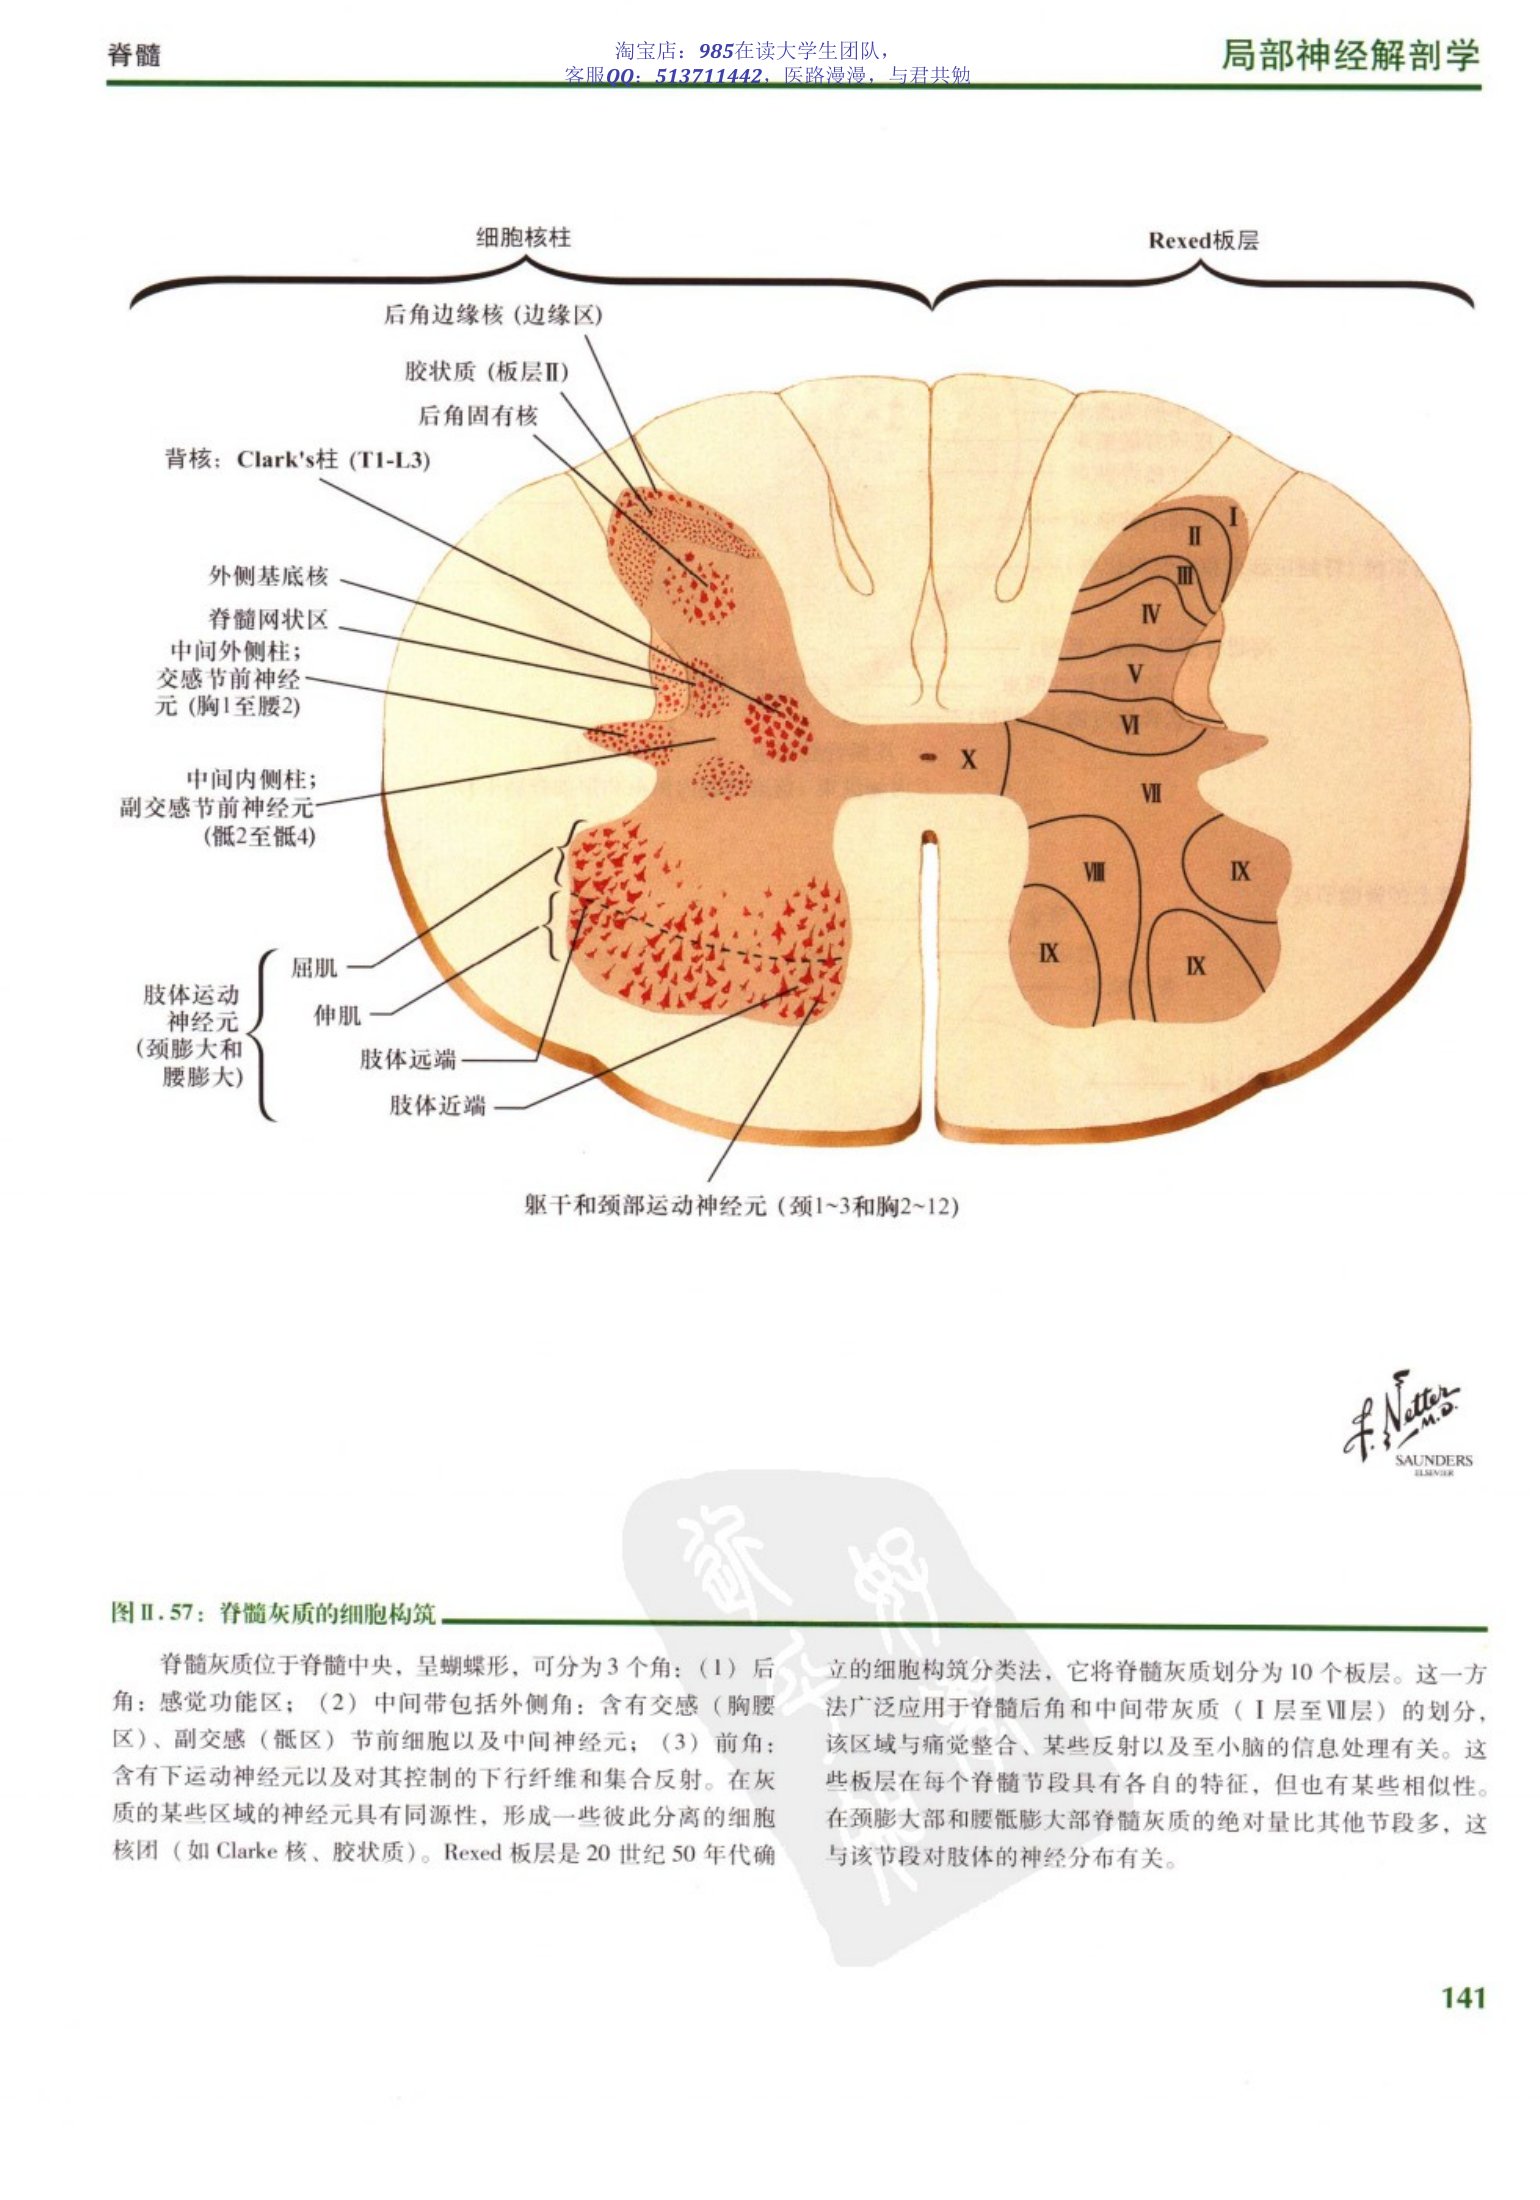 脊髓
淘宝店：985在读大学生团队，
客服QQ：513711442，医路漫漫，与君共勉
局部神经解剖学
细胞核柱
Rexed板层
后角边缘核 (边缘区)
胶状质 (板层Ⅱ)
后角固有核
背核：Clark's柱 (T1-L3)
外侧基底核
脊髓网状区
中间外侧柱；
交感节前神经
元 (胸1至腰2)
中间内侧柱；
副交感节前神经元
(骶2至骶4)
屈肌
伸肌
肢体运动
神经元
(颈膨大和
腰膨大)
肢体远端
肢体近端
躯干和颈部运动神经元 (颈1~3和胸2~12)
I
II
III
IV
V
VI
X
VII
VIII
IX
IX
IX
F. Netter
M.D.
SAUNDERS
ELSEVIER
图Ⅱ.57：脊髓灰质的细胞构筑
脊髓灰质位于脊髓中央，呈蝴蝶形，可分为3个角：（1）后
角：感觉功能区；（2）中间带包括外侧角：含有交感（胸腰
区）、副交感（骶区）节前细胞以及中间神经元；（3）前角：
含有下运动神经元以及对其控制的下行纤维和集合反射。在灰
质的某些区域的神经元具有同源性，形成一些彼此分离的细胞
核团（如 Clarke 核、胶状质）。Rexed 板层是 20 世纪 50 年代确
立的细胞构筑分类法，它将脊髓灰质划分为 10 个板层。这一方
法广泛应用于脊髓后角和中间带灰质（Ⅰ层至Ⅶ层）的划分，
该区域与痛觉整合、某些反射以及至小脑的信息处理有关。这
些板层在每个脊髓节段具有各自的特征，但也有某些相似性。
在颈膨大部和腰骶膨大部脊髓灰质的绝对量比其他节段多，这
与该节段对肢体的神经分布有关。
141